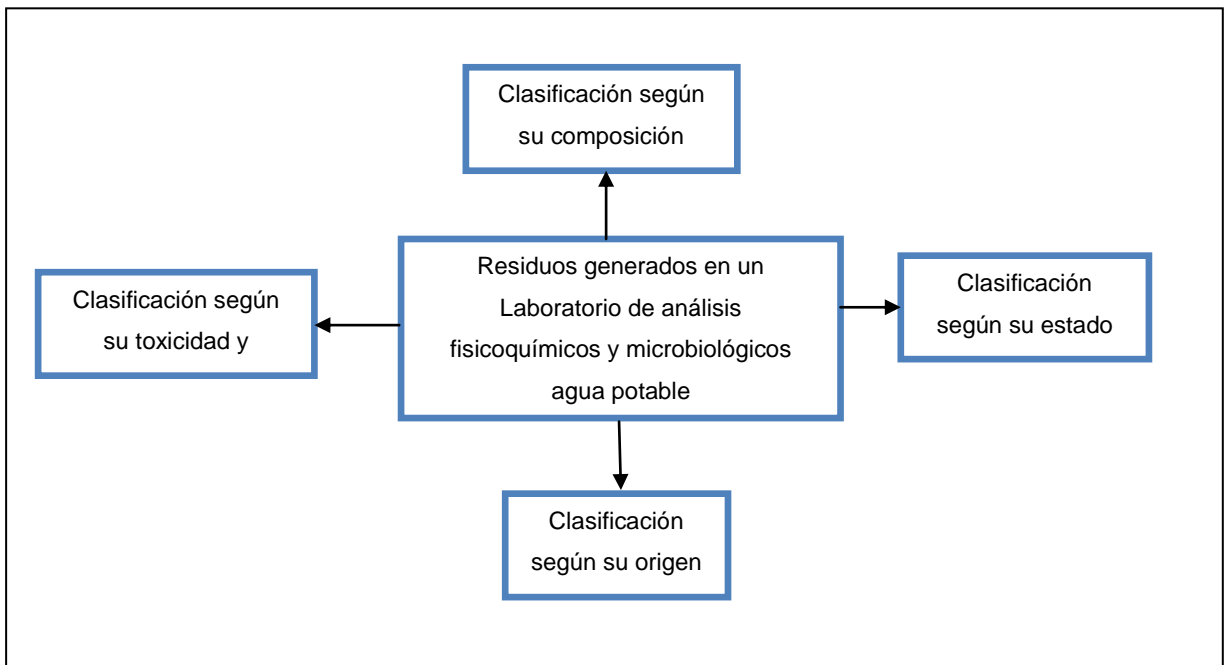 Clasificación según
su composición
Residuos generados en un
Laboratorio de análisis
fisicoquímicos y microbiológicos
agua potable
Clasificación según
su toxicidad y
Clasificación
según su estado
Clasificación
según su origen